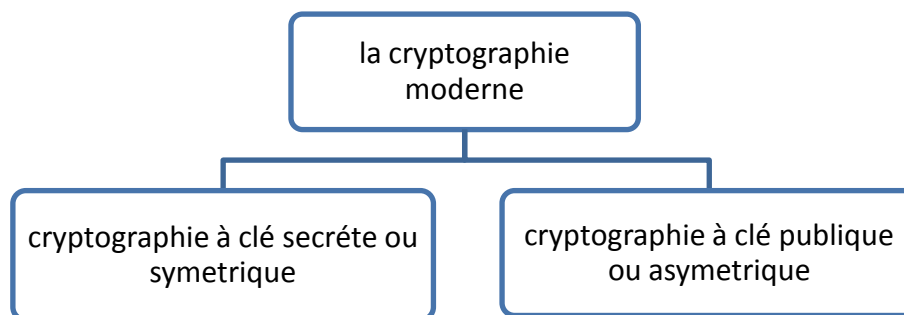 la cryptographie
moderne
cryptographie à clé secréte ou
symetrique
cryptographie à clé publique
ou asymetrique